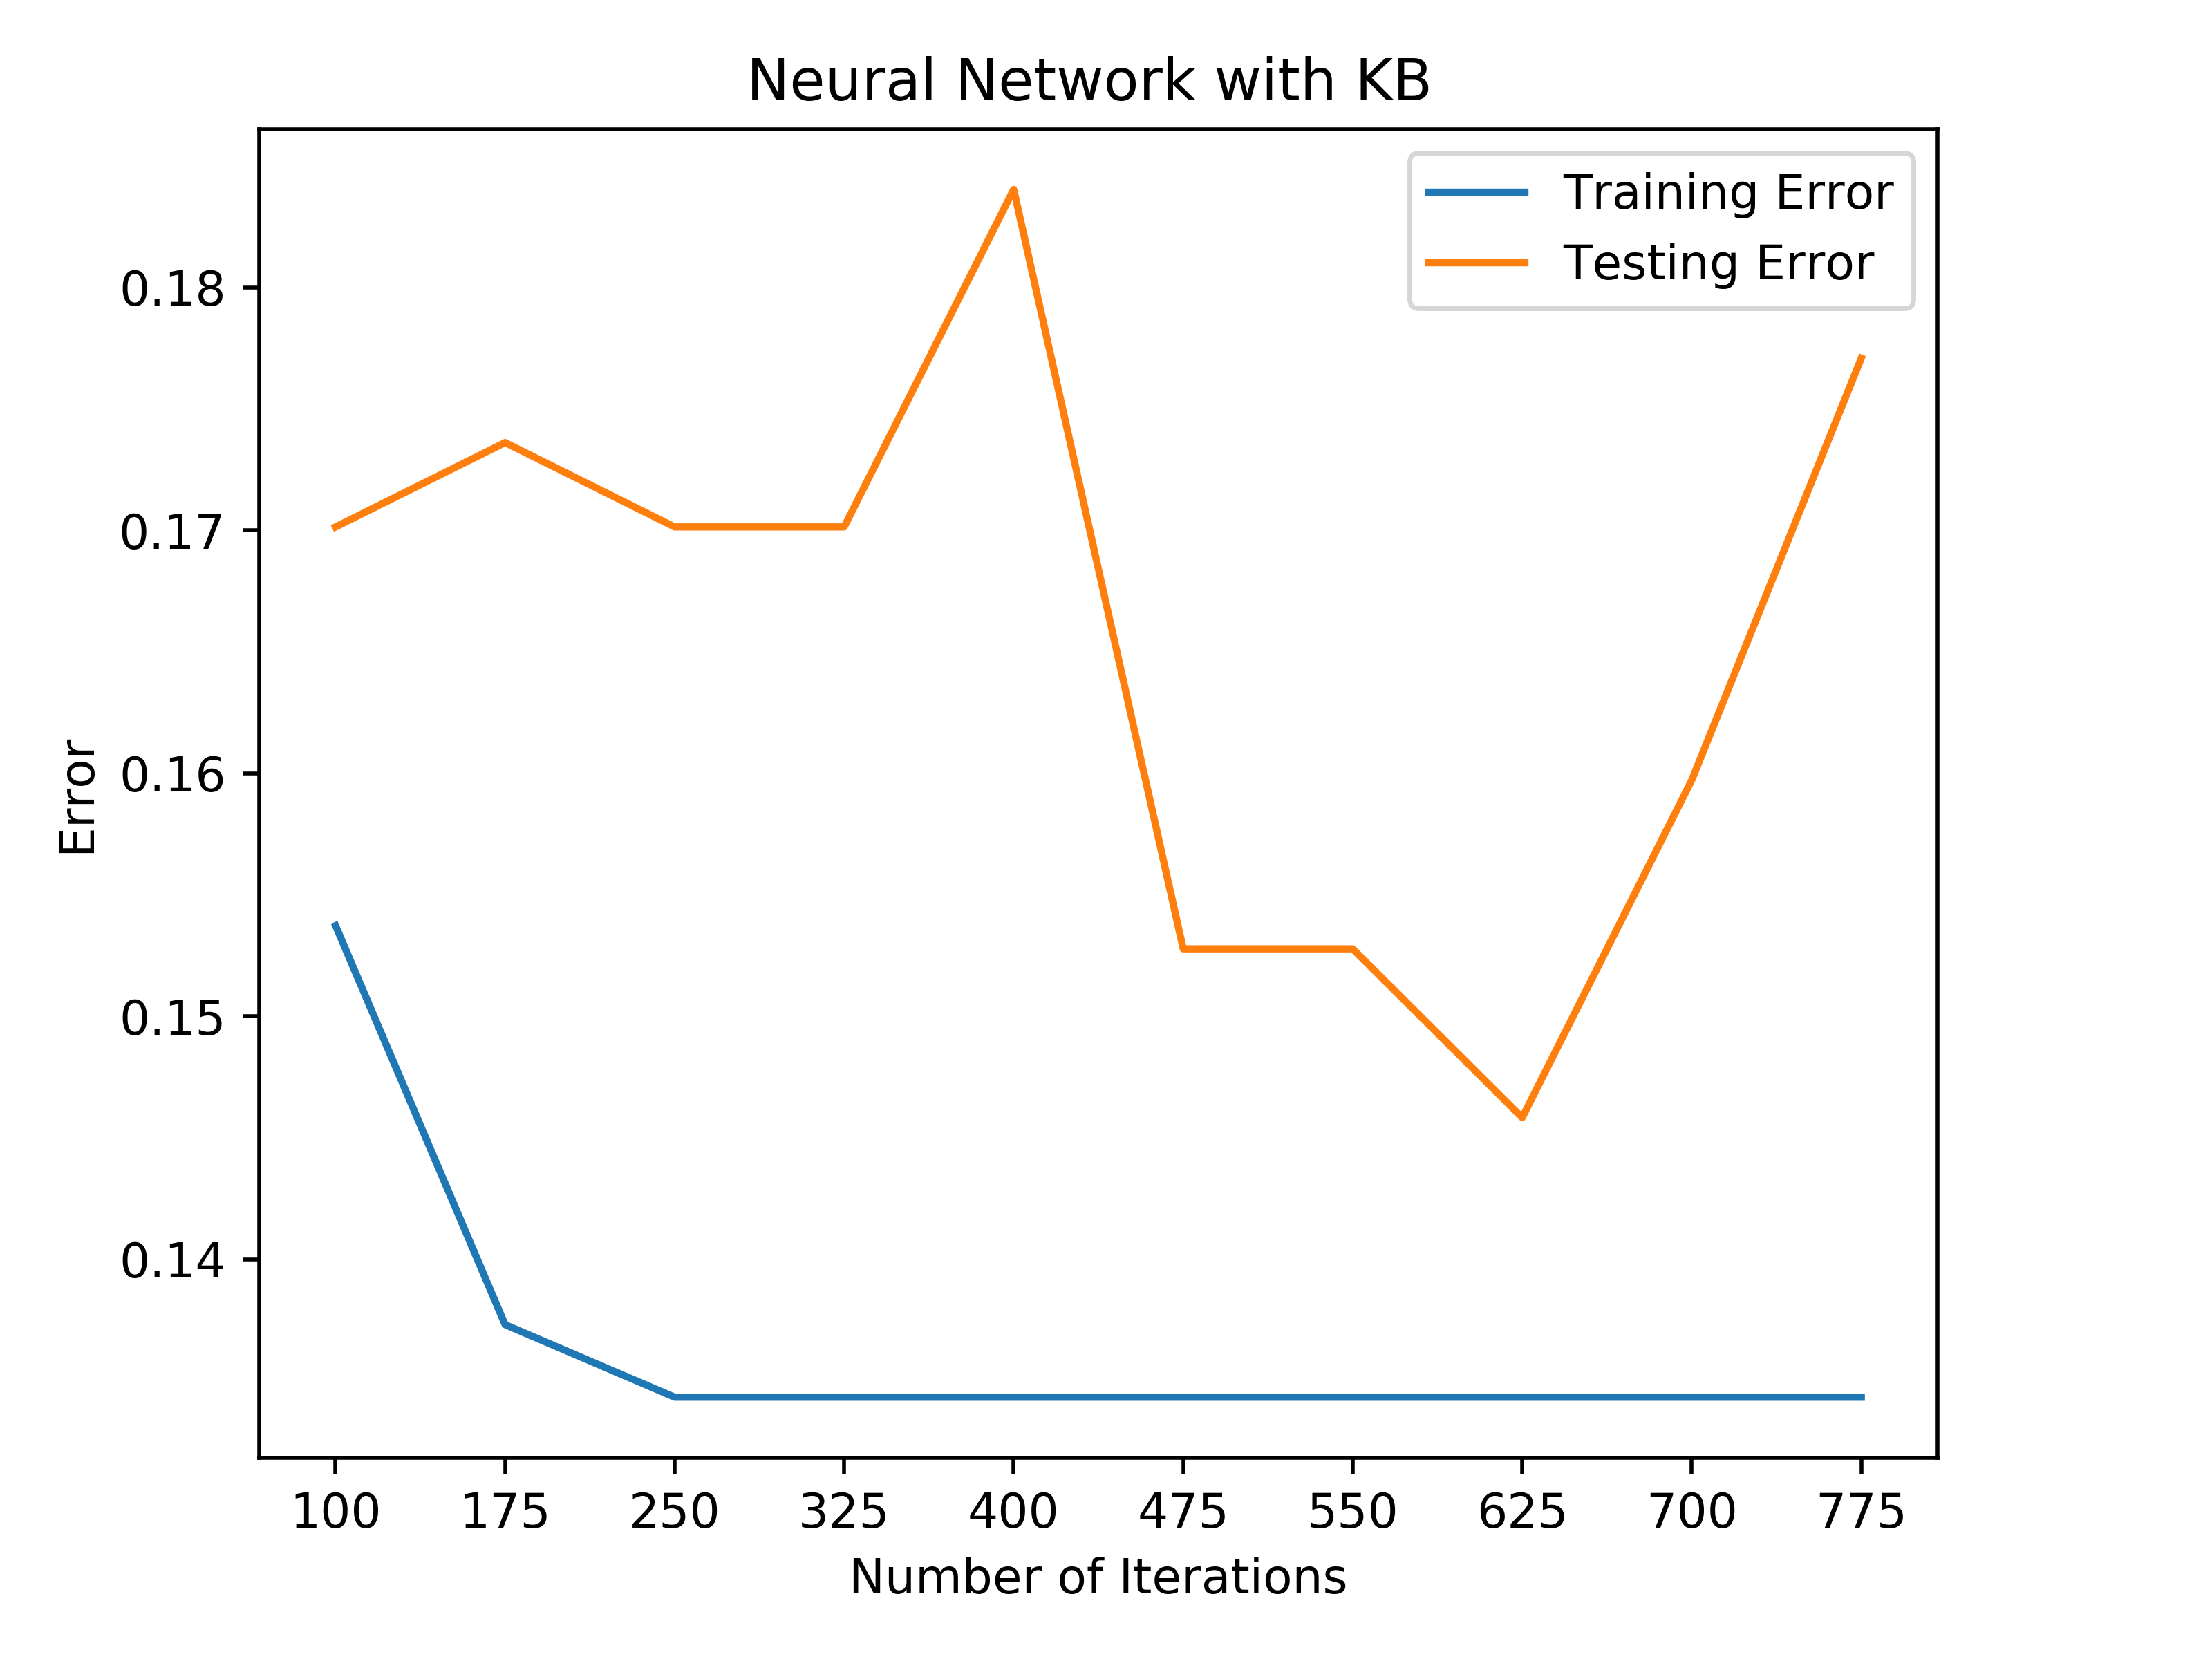 Neural Network with KB
Training Error
Testing Error
0.18
0.17
0.16
0.15
0.14
Error
100 175 250 325 400 475 550 625 700 775
Number of Iterations